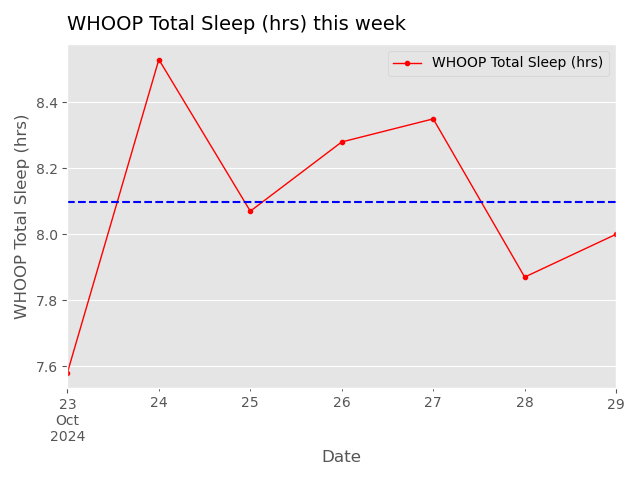 WHOOP Total Sleep (hrs) this week
WHOOP Total Sleep (hrs)
WHOOP Total Sleep (hrs)
8.4
8.2
8.0
7.8
7.6
23 24 25 26 27 28 29
Oct
2024
Date